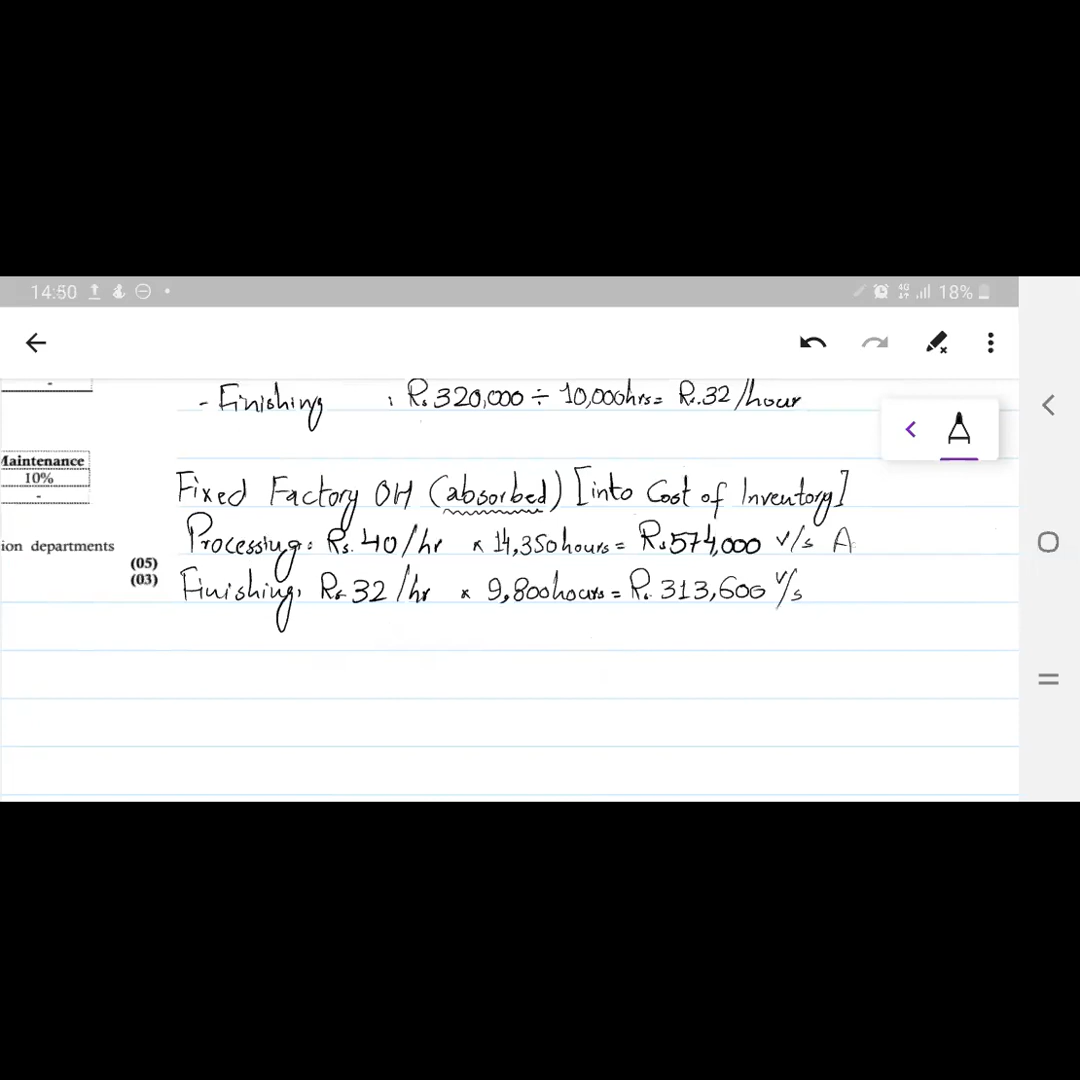 14:50
4G
18%
-
- Finishing : Rs.320,000 ÷ 10,000hrs= Rs.32/hour
Maintenance
10%
-
Fixed Factory OH (absorbed) [into Cost of Inventory]
ion departments
Processing: Rs. 40/hr × 14,350hours = Rs574,000 v/s A
(05)
(03)
Finishing: Rs 32/hr × 9,800hours = Rs. 313,600 v/s